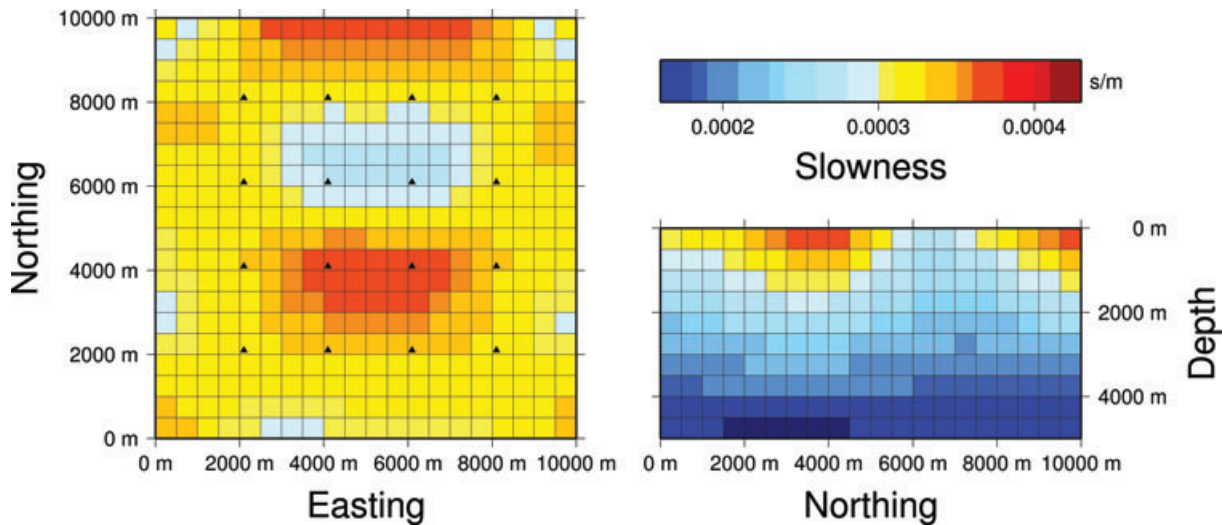 10000 m
8000 m
6000 m
4000 m
2000 m
0 m
Northing
0 m 2000 m 4000 m 6000 m 8000 m 10000 m
Easting
s/m
0.0002 0.0003 0.0004
Slowness
0 m
2000 m
4000 m
Depth
0 m 2000 m 4000 m 6000 m 8000 m 10000 m
Northing